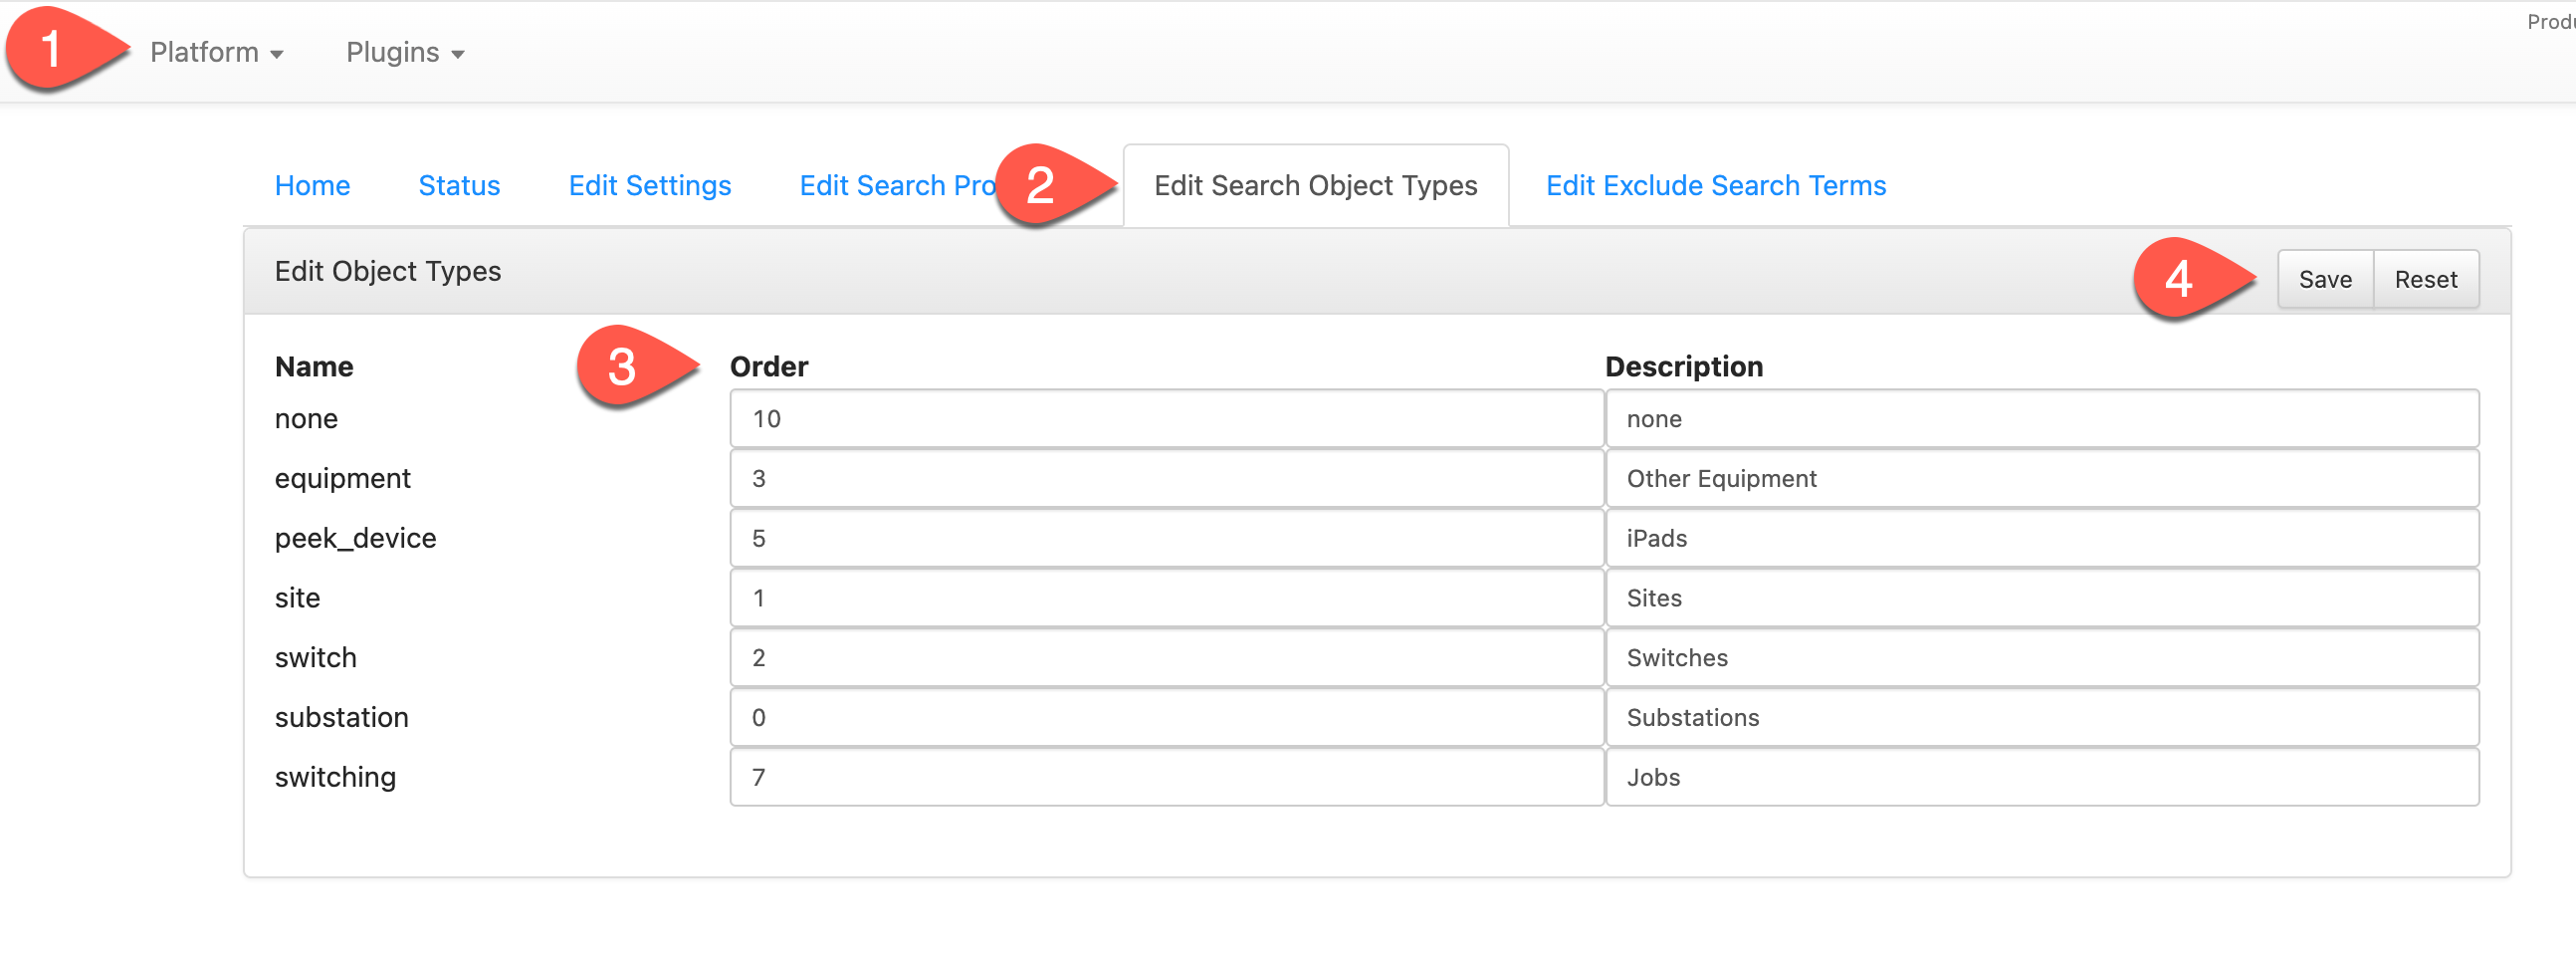 Produ
1 Platform Plugins
Home Status Edit Settings Edit Search Pro 2 Edit Search Object Types Edit Exclude Search Terms
Edit Object Types 4 Save Reset
Name 3 Order Description
none 10 none
equipment 3 Other Equipment
peek_device 5 iPads
site 1 Sites
switch 2 Switches
substation 0 Substations
switching 7 Jobs